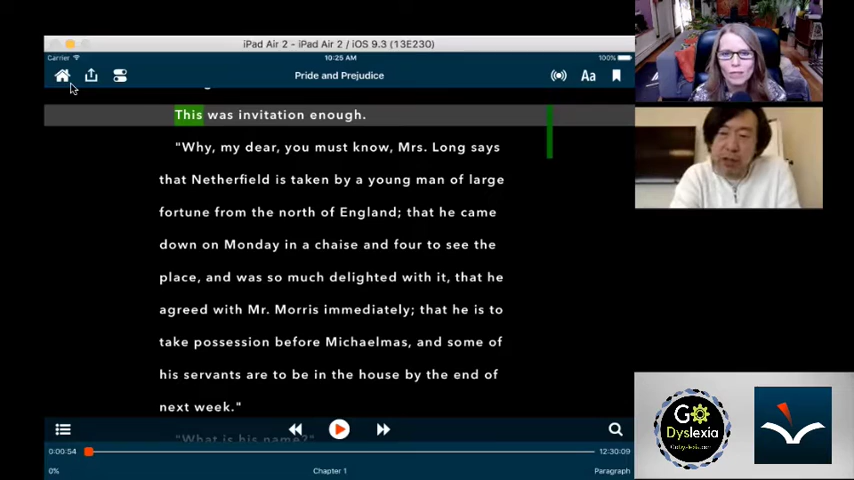 iPad Air 2 - iPad Air 2 / iOS 9.3 (13E230)
Carrier
10:25 AM
100%
Pride and Prejudice
Aa
This was invitation enough.
"Why, my dear, you must know, Mrs. Long says
that Netherfield is taken by a young man of large
fortune from the north of England; that he came
down on Monday in a chaise and four to see the
place, and was so much delighted with it, that he
agreed with Mr. Morris immediately; that he is to
take possession before Michaelmas, and some of
his servants are to be in the house by the end of
next week."
"What is his name?"
0:00:54
12:30:09
0%
Chapter 1
Paragraph
GO
Dyslexia